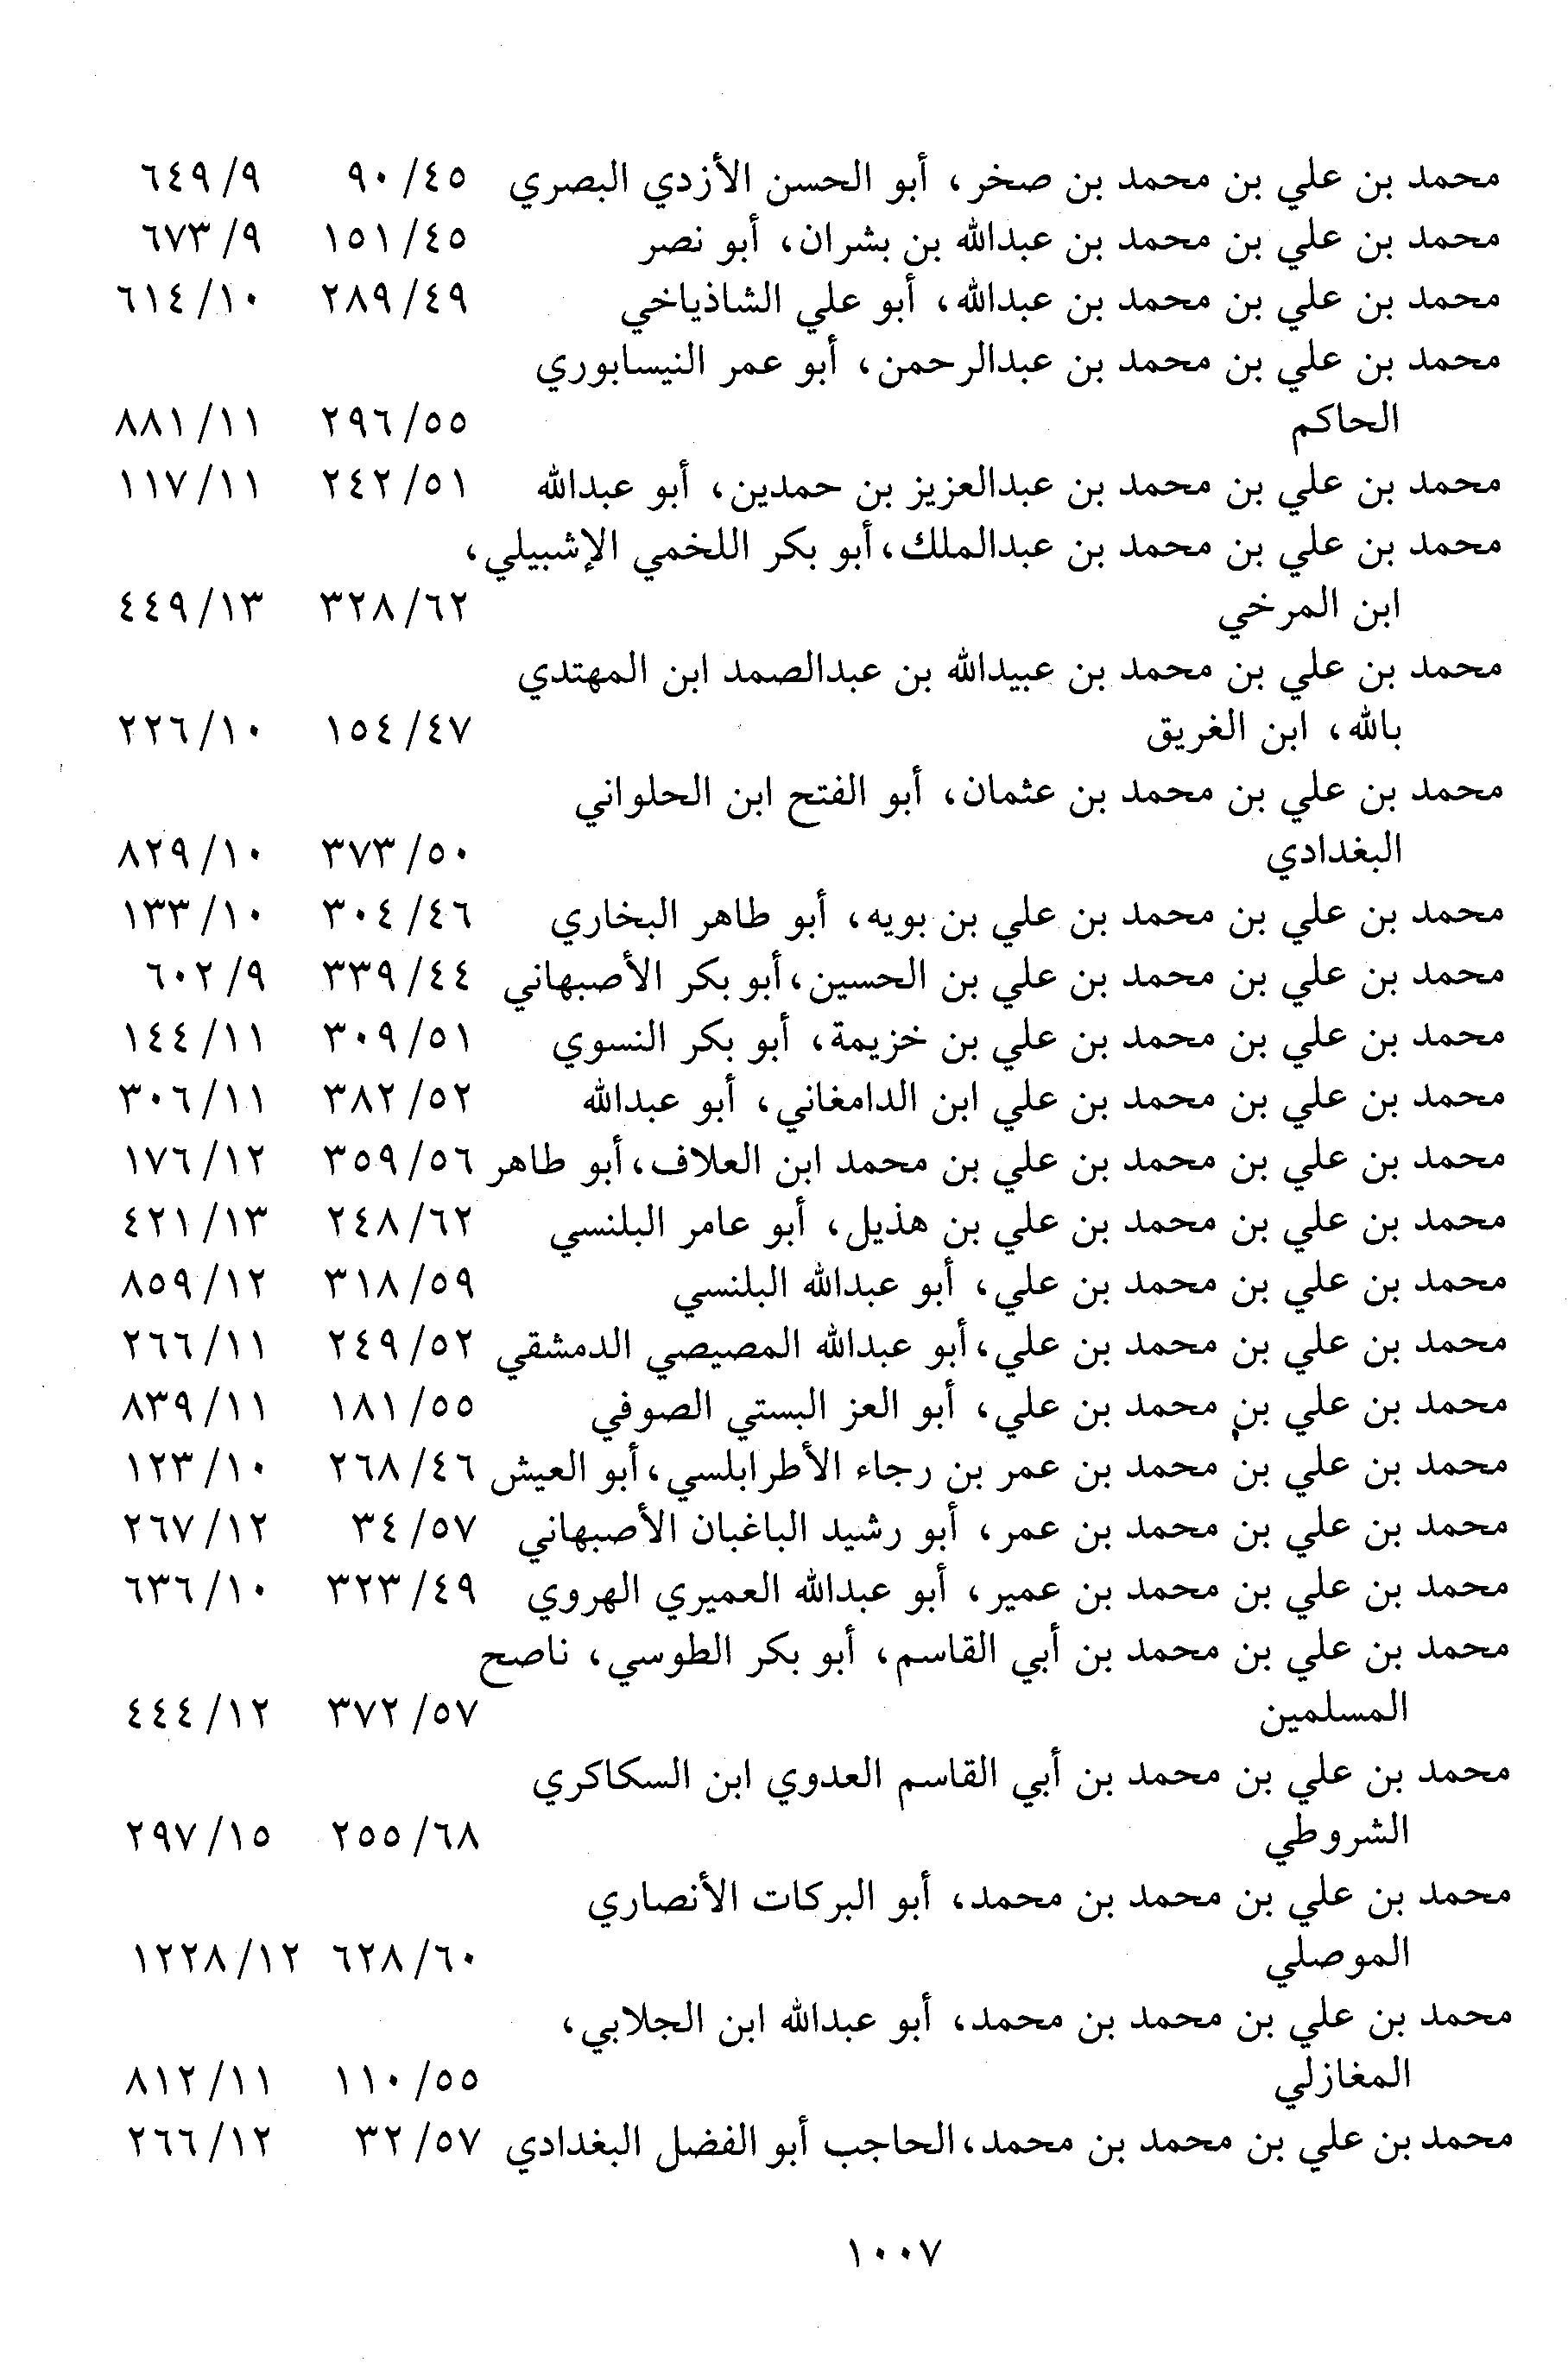 محمد بن علي بن محمد بن صخر، أبو الحسن الأزدي البصري ٤٥/ ٩٠ ٩/ ٦٤٩
محمد بن علي بن محمد بن عبدالله بن بشران، أبو نصر ٤٥/ ١٥١ ٩/ ٦٧٣
محمد بن علي بن محمد بن عبدالله، أبو علي الشاذياخي ٤٩/ ٢٨٩ ١٠/ ٦١٤
محمد بن علي بن محمد بن عبدالرحمن، أبو عمر النيسابوري
الحاكم ٥٥/ ٢٩٦ ١١/ ٨٨١
محمد بن علي بن محمد بن عبدالعزيز بن حمدين، أبو عبدالله ٥١/ ٢٤٢ ١١/ ١١٧
محمد بن علي بن محمد بن عبدالملك، أبو بكر اللخمي الإشبيلي،
ابن المرخي ٦٢/ ٣٢٨ ١٣/ ٤٤٩
محمد بن علي بن محمد بن عبيدالله بن عبدالصمد ابن المهتدي
بالله، ابن الغريق ٤٧/ ١٥٤ ١٠/ ٢٢٦
محمد بن علي بن محمد بن عثمان، أبو الفتح ابن الحلواني
البغدادي ٥٠/ ٣٧٣ ١٠/ ٨٢٩
محمد بن علي بن محمد بن علي بن بويه، أبو طاهر البخاري ٤٦/ ٣٠٤ ١٠/ ١٣٣
محمد بن علي بن محمد بن علي بن الحسين، أبو بكر الأصبهاني ٤٤/ ٣٣٩ ٩/ ٦٠٢
محمد بن علي بن محمد بن علي بن خزيمة، أبو بكر النسوي ٥١/ ٣٠٩ ١١/ ١٤٤
محمد بن علي بن محمد بن علي ابن الدامغاني، أبو عبدالله ٥٢/ ٣٨٢ ١١/ ٣٠٦
محمد بن علي بن محمد بن علي بن محمد ابن العلاف، أبو طاهر ٥٦/ ٣٥٩ ١٢/ ١٧٦
محمد بن علي بن محمد بن علي بن هذيل، أبو عامر البلنسي ٦٢/ ٢٤٨ ١٣/ ٤٢١
محمد بن علي بن محمد بن علي، أبو عبدالله البلنسي ٥٩/ ٣١٨ ١٢/ ٨٥٩
محمد بن علي بن محمد بن علي، أبو عبدالله المصيصي الدمشقي ٥٢/ ٢٤٩ ١١/ ٢٦٦
محمد بن علي بن محمد بن علي، أبو العز البستي الصوفي ٥٥/ ١٨١ ١١/ ٨٣٩
محمد بن علي بن محمد بن عمر بن رجاء الأطرابلسي، أبو العيش ٤٦/ ٢٦٨ ١٠/ ١٢٣
محمد بن علي بن محمد بن عمر، أبو رشيد الباغبان الأصبهاني ٥٧/ ٣٤ ١٢/ ٢٦٧
محمد بن علي بن محمد بن عمير، أبو عبدالله العميري الهروي ٤٩/ ٣٢٣ ١٠/ ٦٣٦
محمد بن علي بن محمد بن أبي القاسم، أبو بكر الطوسي، ناصح
المسلمين ٥٧/ ٣٧٢ ١٢/ ٤٤٤
محمد بن علي بن محمد بن أبي القاسم العدوي ابن السكاكري
الشروطي ٦٨/ ٢٥٥ ١٥/ ٢٩٧
محمد بن علي بن محمد بن محمد، أبو البركات الأنصاري
الموصلي ٦٠/ ٦٢٨ ١٢/ ١٢٢٨
محمد بن علي بن محمد بن محمد، أبو عبدالله ابن الجلابي،
المغازلي ٥٥/ ١١٠ ١١/ ٨١٢
محمد بن علي بن محمد بن محمد، الحاجب أبو الفضل البغدادي ٥٧/ ٣٢ ١٢/ ٢٦٦
١٠٠٧